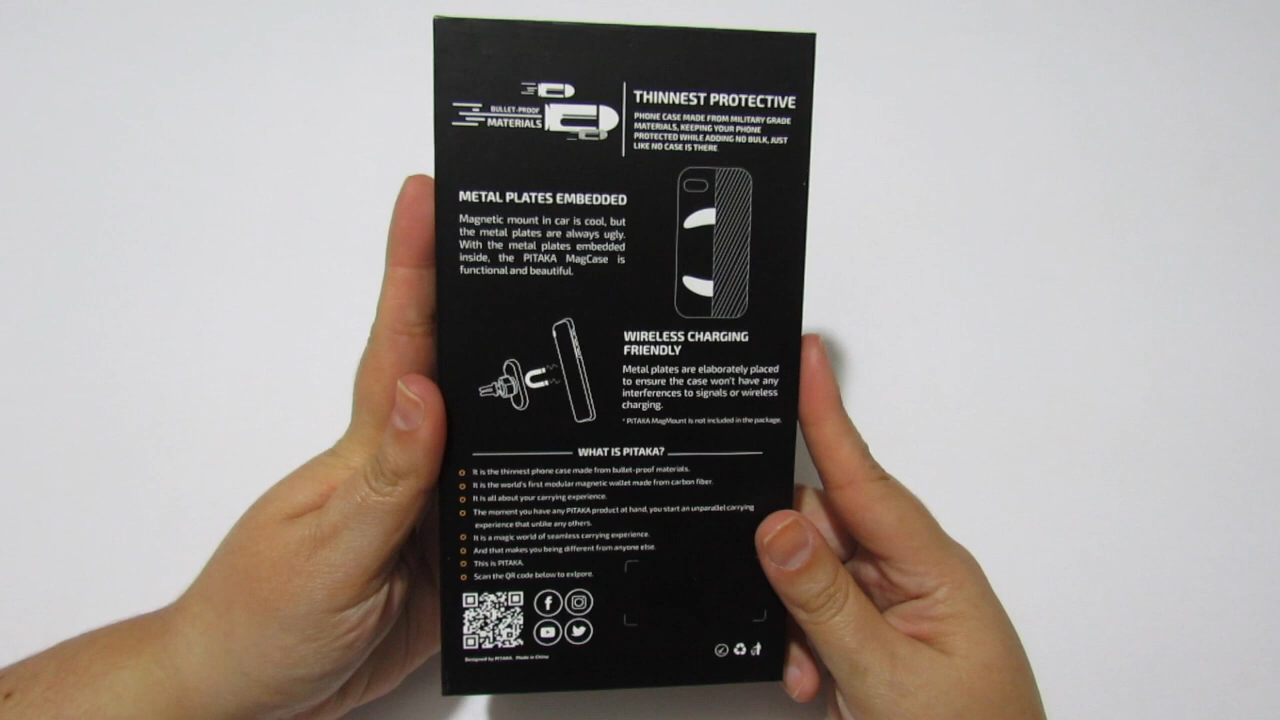 BULLET-PROOF
MATERIALS
THINNEST PROTECTIVE
PHONE CASE MADE FROM MILITARY GRADE
MATERIALS, KEEPING YOUR PHONE
PROTECTED WHILE ADDING NO BULK, JUST
LIKE NO CASE IS THERE
METAL PLATES EMBEDDED
Magnetic mount in car is cool, but
the metal plates are always ugly.
With the metal plates embedded
inside, the PITAKA MagCase is
functional and beautiful.
WIRELESS CHARGING
FRIENDLY
Metal plates are elaborately placed
to ensure the case won't have any
interferences to signals or wireless
charging.
* PITAKA MagMount is not included in the package.
WHAT IS PITAKA?
It is the thinnest phone case made from bullet-proof materials.
It is the world's first modular magnetic wallet made from carbon fiber.
It is all about your carrying experience.
The moment you have any PITAKA product at hand, you start an unparallel carrying
experience that unlike any others.
It is a magic world of seamless carrying experience.
And that makes you being different from anyone else.
This is PITAKA.
Scan the QR code below to exlpore.
Designed by PITAKA. Made in China